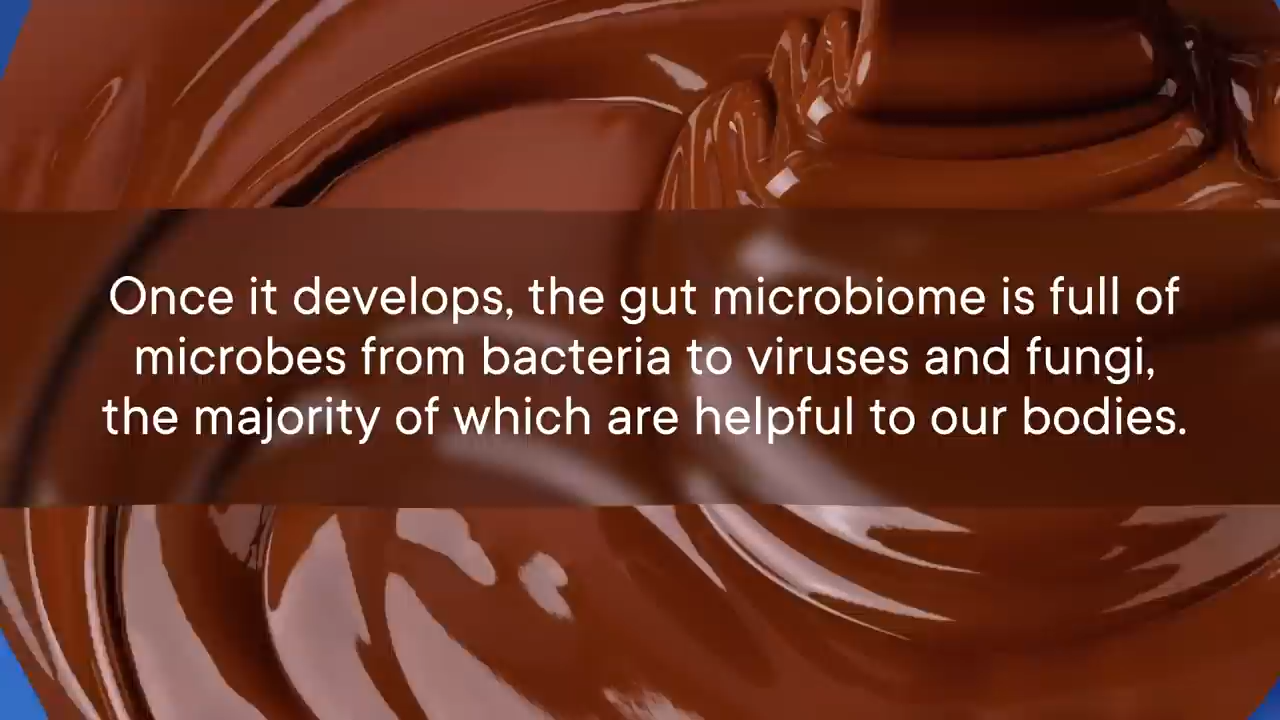 Once it develops, the gut microbiome is full of
microbes from bacteria to viruses and fungi,
the majority of which are helpful to our bodies.